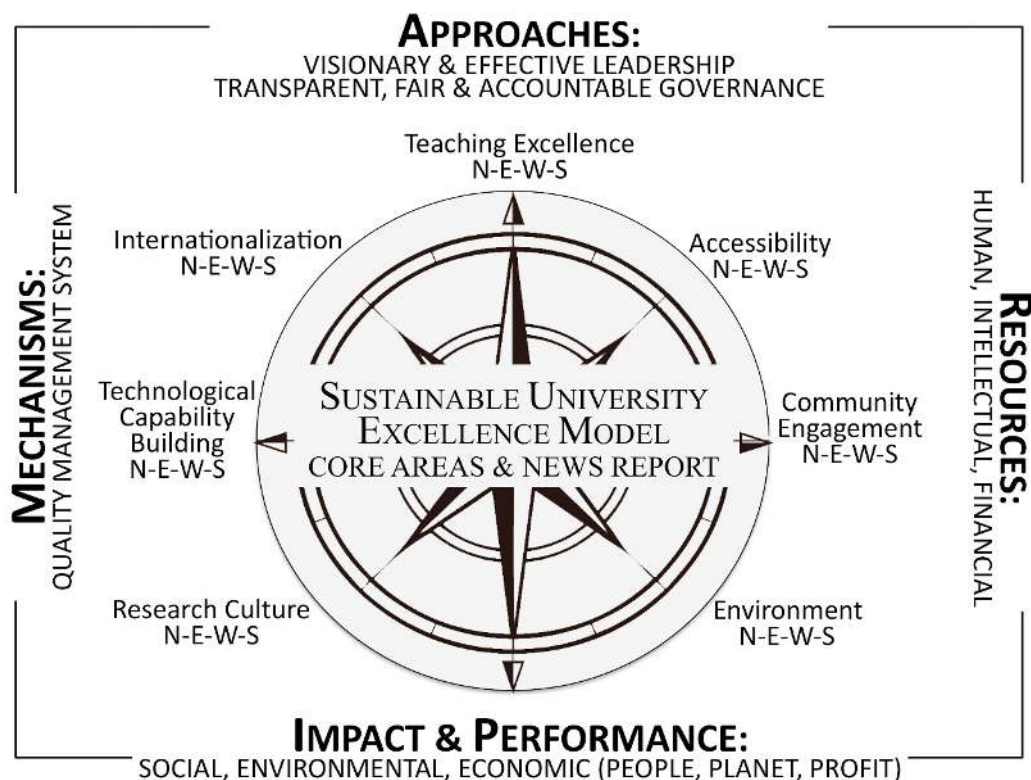 APPROACHES:
VISIONARY & EFFECTIVE LEADERSHIP
TRANSPARENT, FAIR & ACCOUNTABLE GOVERNANCE
Teaching Excellence
N-E-W-S
Internationalization
N-E-W-S
Accessibility
N-E-W-S
MECHANISMS:
QUALITY MANAGEMENT SYSTEM
RESOURCES:
HUMAN, INTELLECTUAL, FINANCIAL
Technological
Capability
Building
N-E-W-S
SUSTAINABLE UNIVERSITY
EXCELLENCE MODEL
CORE AREAS & NEWS REPORT
Community
Engagement
N-E-W-S
Research Culture
N-E-W-S
Environment
N-E-W-S
IMPACT & PERFORMANCE:
SOCIAL, ENVIRONMENTAL, ECONOMIC (PEOPLE, PLANET, PROFIT)